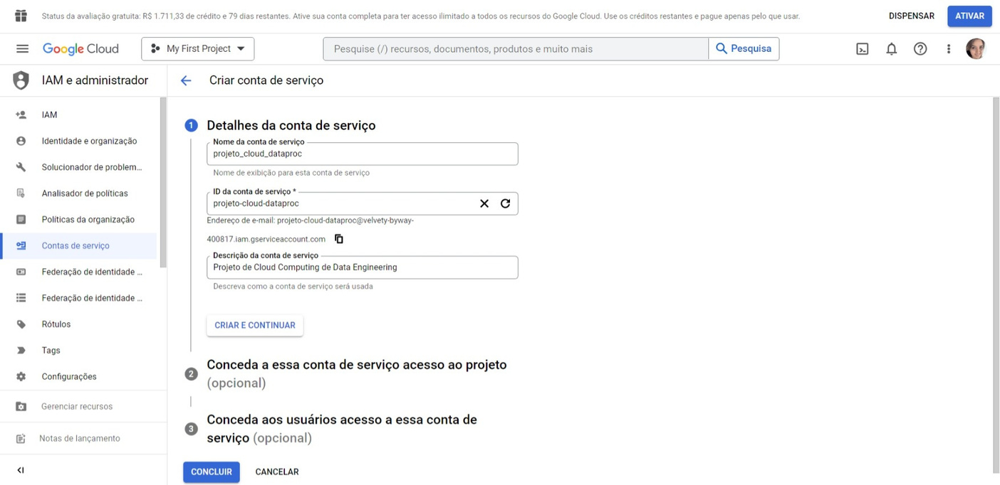 Status da avaliação gratuita: R$ 1.711,33 de crédito e 79 dias restantes. Ative sua conta completa para ter acesso ilimitado a todos os recursos do Google Cloud. Use os créditos restantes e pague apenas pelo que usar.
DISPENSAR
ATIVAR
Google Cloud
My First Project
Pesquise (/) recursos, documentos, produtos e muito mais
Pesquisa
IAM e administrador
Criar conta de serviço
IAM
Identidade e organização
Solucionador de problem...
Analisador de políticas
Políticas da organização
Contas de serviço
Federação de identidade ...
Federação de identidade ...
Rótulos
Tags
Configurações
Gerenciar recursos
Notas de lançamento
1
Detalhes da conta de serviço
Nome da conta de serviço
projeto_cloud_dataproc
Nome de exibição para esta conta de serviço
ID da conta de serviço *
projeto-cloud-dataproc
Endereço de e-mail: projeto-cloud-dataproc@velvety-byway-
400817.iam.gserviceaccount.com
Descrição da conta de serviço
Projeto de Cloud Computing de Data Engineering
Descreva como a conta de serviço será usada
CRIAR E CONTINUAR
2
Conceda a essa conta de serviço acesso ao projeto
(opcional)
3
Conceda aos usuários acesso a essa conta de
serviço (opcional)
CONCLUIR
CANCELAR